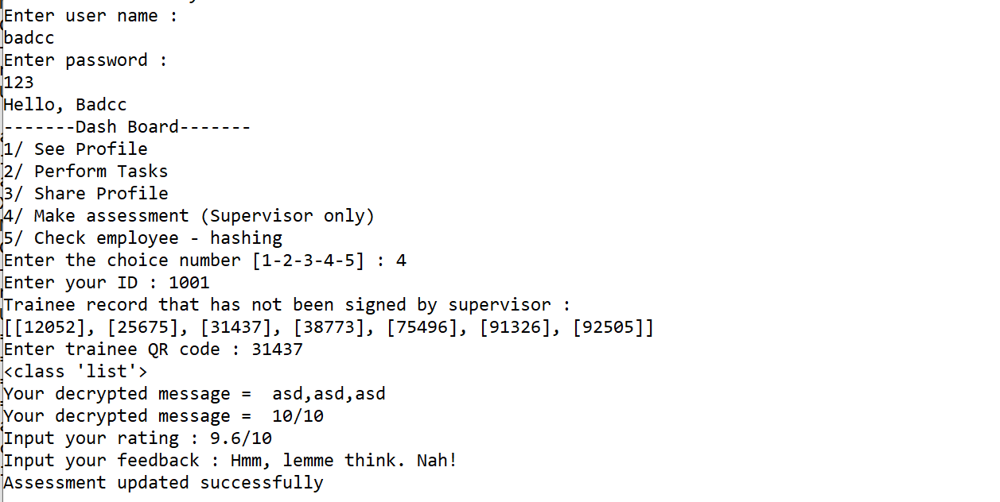 Enter user name :
badcc
Enter password :
123
Hello, Badcc
-------Dash Board-------
1/ See Profile
2/ Perform Tasks
3/ Share Profile
4/ Make assessment (Supervisor only)
5/ Check employee - hashing
Enter the choice number [1-2-3-4-5] : 4
Enter your ID : 1001
Trainee record that has not been signed by supervisor :
[[12052], [25675], [31437], [38773], [75496], [91326], [92505]]
Enter trainee QR code : 31437
<class 'list'>
Your decrypted message =  asd,asd,asd
Your decrypted message =  10/10
Input your rating : 9.6/10
Input your feedback : Hmm, lemme think. Nah!
Assessment updated successfully